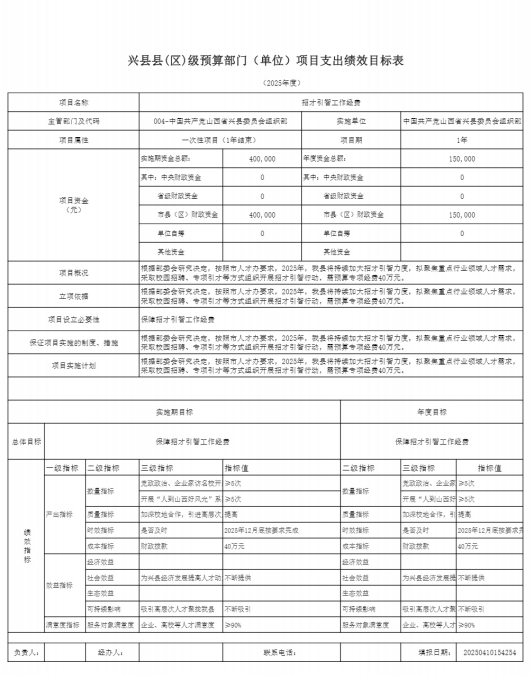 兴县县(区)级预算部门（单位）项目支出绩效目标表
（2025年度）
项目名称 招才引智工作经费
主管部门及代码 004-中国共产党山西省兴县委员会组织部 实施单位 中国共产党山西省兴县委员会组织部
项目属性 一次性项目（1年结束） 项目期 1年
项目资金（元） 实施期资金总额： 400,000 年度资金总额： 150,000
其中：中央财政资金 0 其中：中央财政资金 0
省级财政资金 0 省级财政资金 0
市县（区）财政资金 400,000 市县（区）财政资金 150,000
单位自筹 0 单位自筹 0
其他资金 其他资金
项目概况 根据部委会研究决定，按照市人才办要求，2025年，我县将持续加大招才引智力度，拟聚焦重点行业领域人才需求，
采取校园招聘、专项引才等方式组织开展招才引智行动，需预算专项经费40万元。
立项依据 根据部委会研究决定，按照市人才办要求，2025年，我县将持续加大招才引智力度，拟聚焦重点行业领域人才需求，
采取校园招聘、专项引才等方式组织开展招才引智行动，需预算专项经费40万元。
项目设立必要性 保障招才引智工作经费
保证项目实施的制度、措施 根据部委会研究决定，按照市人才办要求，2025年，我县将持续加大招才引智力度，拟聚焦重点行业领域人才需求，
采取校园招聘、专项引才等方式组织开展招才引智行动，需预算专项经费40万元。
项目实施计划 根据部委会研究决定，按照市人才办要求，2025年，我县将持续加大招才引智力度，拟聚焦重点行业领域人才需求，
采取校园招聘、专项引才等方式组织开展招才引智行动，需预算专项经费40万元。
实施期目标 年度目标
总体目标 保障招才引智工作经费 保障招才引智工作经费
绩效指标 一级指标 二级指标 三级指标 指标值 二级指标 三级指标 指标值
产出指标 数量指标 党政政治、企业家访名校开 数量指标 党政政治、企业家
开展“人到山西好风光”系 开展“人到山西好
质量指标 加深校地合作，引进高层次 提高 质量指标 加深校地合作，引 提高
时效指标 是否及时 2025年12月底按要求完成 时效指标 是否及时 2025年12月底按要求完
成本指标 财政拨款 40万元 成本指标 财政拨款 40万元
效益指标 经济效益 经济效益
社会效益 为兴县经济发展提高人才动 不断提供 社会效益 为兴县经济发展提 不断提供
生态效益 生态效益
可持续影响 吸引高层次人才聚拢我县 不断吸引 可持续影响 吸引高层次人才聚 不断吸引
满意度指标 服务对象满意度 企业、高校等人才满意度 ≥90% 服务对象满意度 企业、高校等人才 ≥90%
负责人： 经办人： 联系电话： 填报日期： 20250410154254